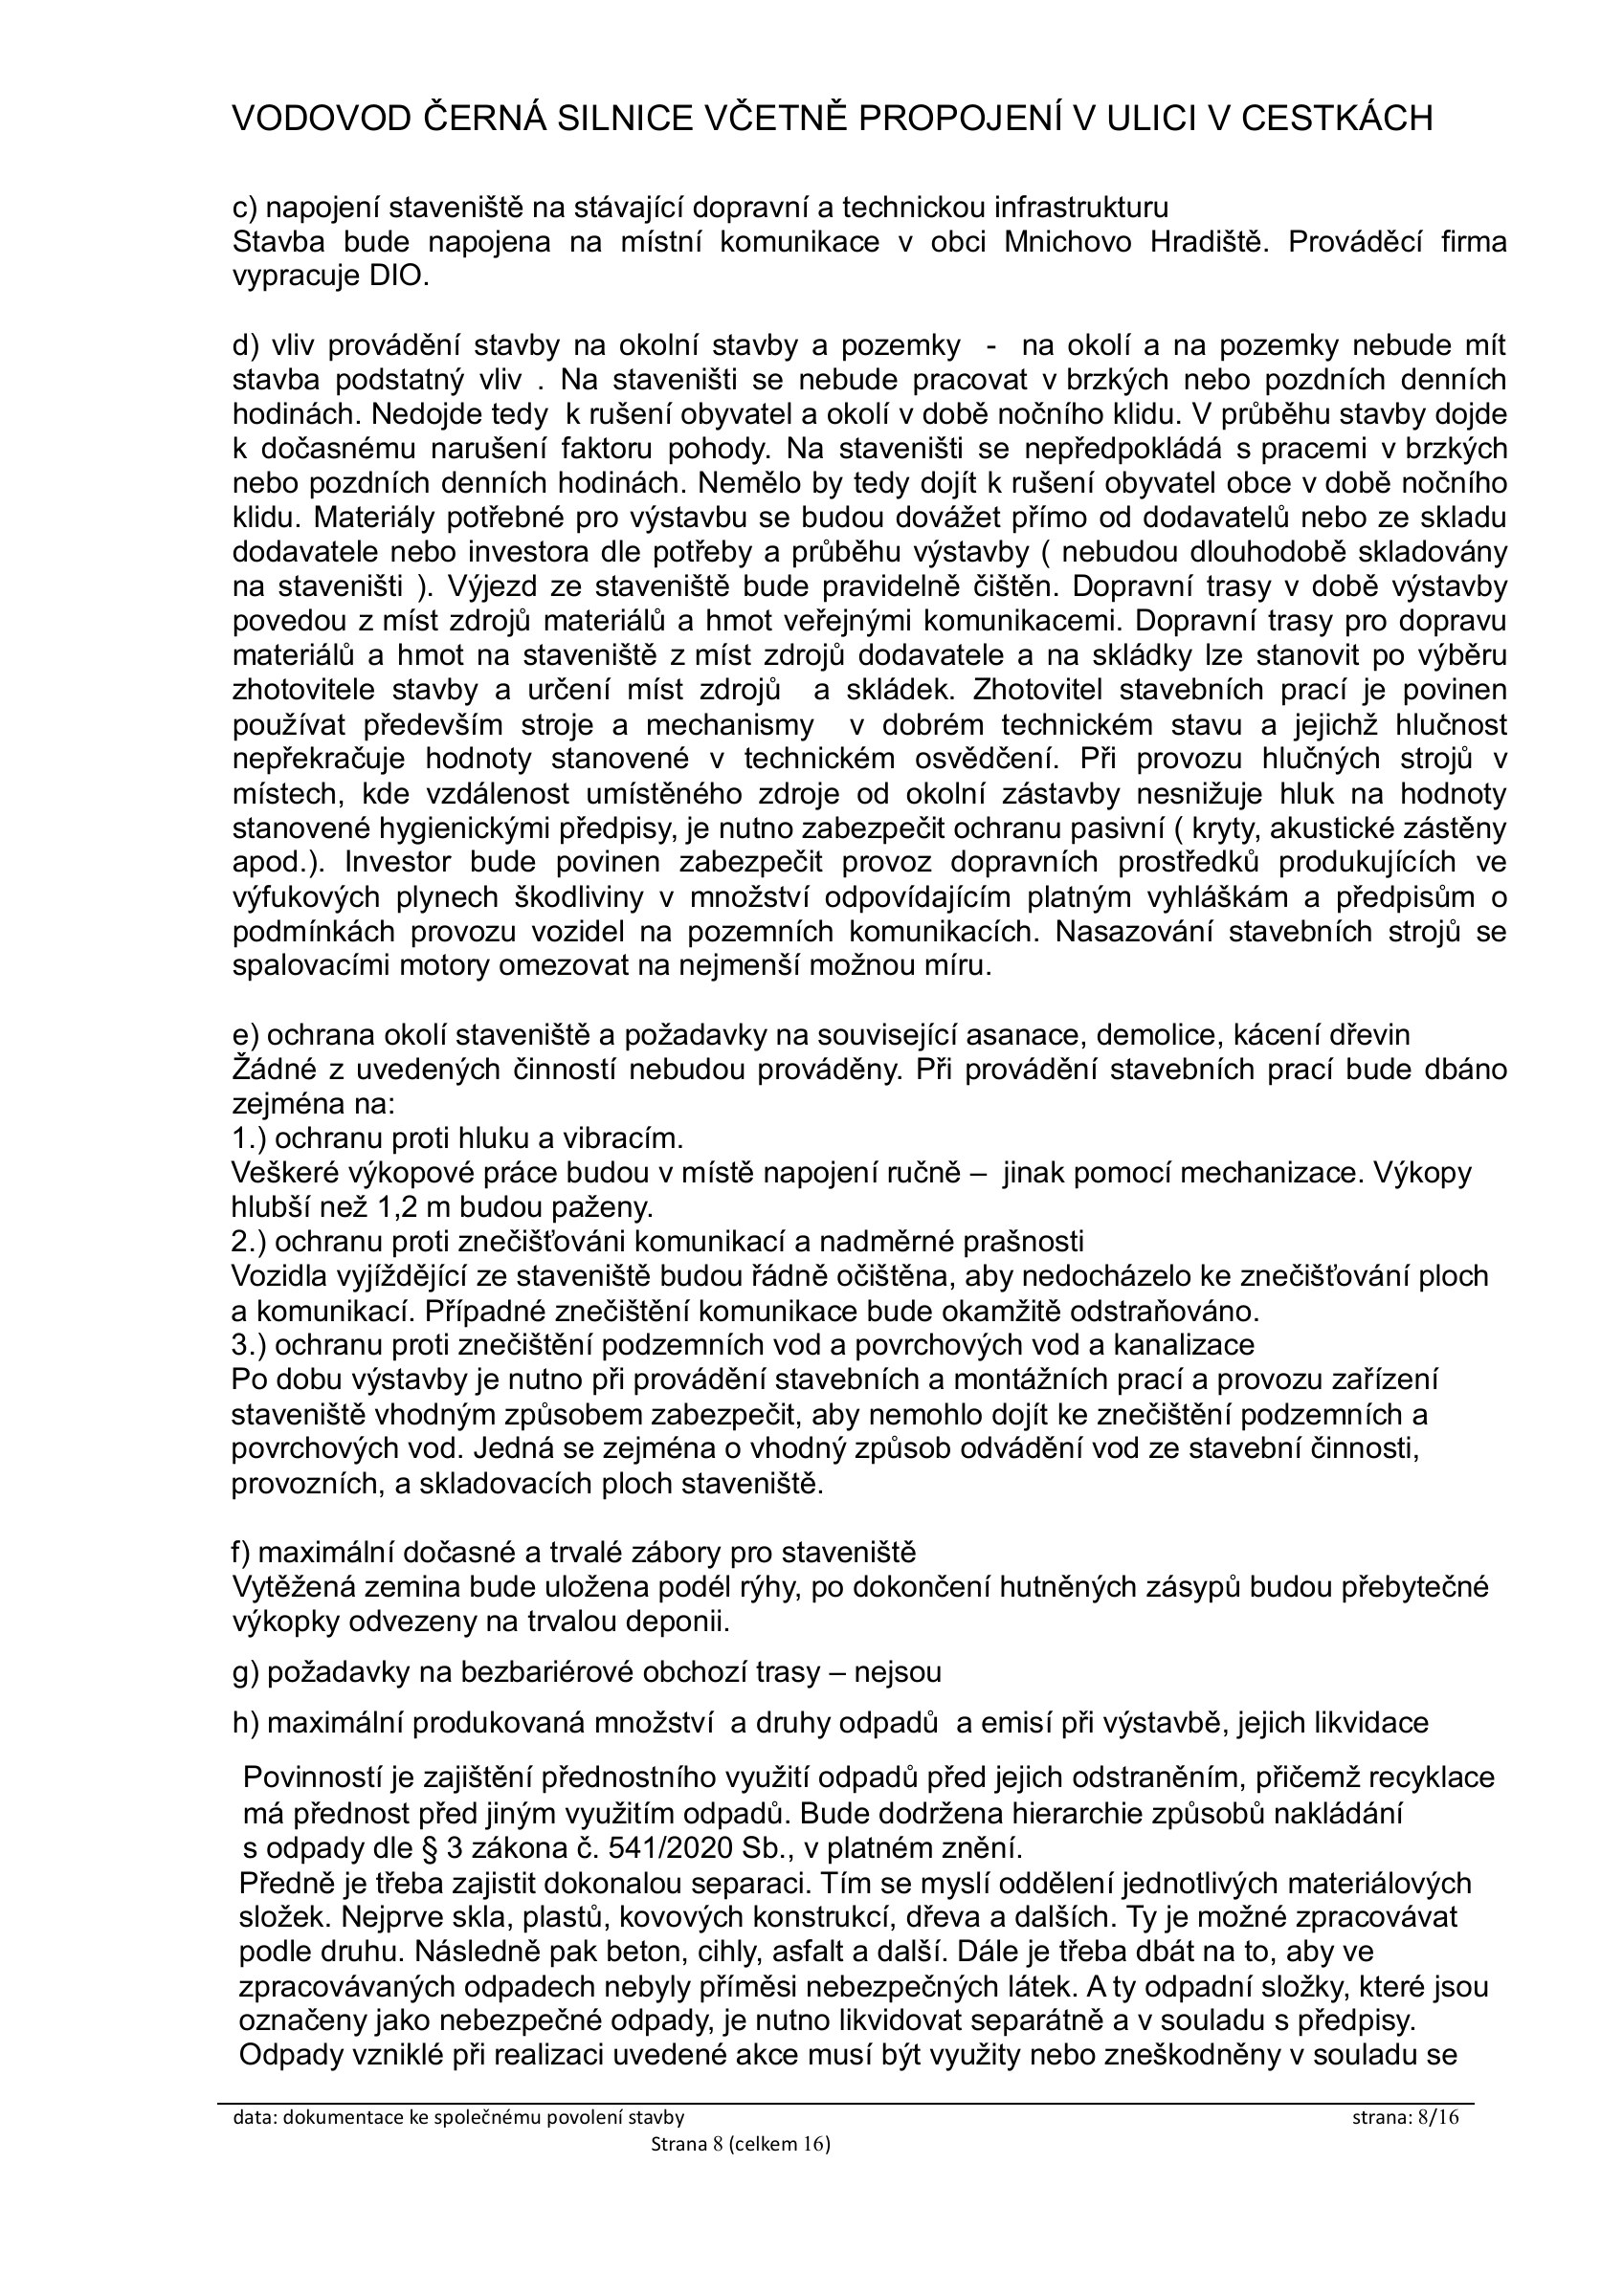 VODOVOD ČERNÁ SILNICE VČETNĚ PROPOJENÍ V ULICI V CESTKÁCH
c) napojení staveniště na stávající dopravní a technickou infrastrukturu
Stavba bude napojena na místní komunikace v obci Mnichovo Hradiště. Prováděcí firma
vypracuje DIO.
d) vliv provádění stavby na okolní stavby a pozemky - na okolí a na pozemky nebude mít
stavba podstatný vliv . Na staveništi se nebude pracovat v brzkých nebo pozdních denních
hodinách. Nedojde tedy k rušení obyvatel a okolí v době nočního klidu. V průběhu stavby dojde
k dočasnému narušení faktoru pohody. Na staveništi se nepředpokládá s pracemi v brzkých
nebo pozdních denních hodinách. Nemělo by tedy dojít k rušení obyvatel obce v době nočního
klidu. Materiály potřebné pro výstavbu se budou dovážet přímo od dodavatelů nebo ze skladu
dodavatele nebo investora dle potřeby a průběhu výstavby ( nebudou dlouhodobě skladovány
na staveništi ). Výjezd ze staveniště bude pravidelně čištěn. Dopravní trasy v době výstavby
povedou z míst zdrojů materiálů a hmot veřejnými komunikacemi. Dopravní trasy pro dopravu
materiálů a hmot na staveniště z míst zdrojů dodavatele a na skládky lze stanovit po výběru
zhotovitele stavby a určení míst zdrojů a skládek. Zhotovitel stavebních prací je povinen
používat především stroje a mechanismy v dobrém technickém stavu a jejichž hlučnost
nepřekračuje hodnoty stanovené v technickém osvědčení. Při provozu hlučných strojů v
místech, kde vzdálenost umístěného zdroje od okolní zástavby nesnižuje hluk na hodnoty
stanovené hygienickými předpisy, je nutno zabezpečit ochranu pasivní ( kryty, akustické zástěny
apod.). Investor bude povinen zabezpečit provoz dopravních prostředků produkujících ve
výfukových plynech škodliviny v množství odpovídajícím platným vyhláškám a předpisům o
podmínkách provozu vozidel na pozemních komunikacích. Nasazování stavebních strojů se
spalovacími motory omezovat na nejmenší možnou míru.
e) ochrana okolí staveniště a požadavky na související asanace, demolice, kácení dřevin
Žádné z uvedených činností nebudou prováděny. Při provádění stavebních prací bude dbáno
zejména na:
1.) ochranu proti hluku a vibracím.
Veškeré výkopové práce budou v místě napojení ručně – jinak pomocí mechanizace. Výkopy
hlubší než 1,2 m budou paženy.
2.) ochranu proti znečišťováni komunikací a nadměrné prašnosti
Vozidla vyjíždějící ze staveniště budou řádně očištěna, aby nedocházelo ke znečišťování ploch
a komunikací. Případné znečištění komunikace bude okamžitě odstraňováno.
3.) ochranu proti znečištění podzemních vod a povrchových vod a kanalizace
Po dobu výstavby je nutno při provádění stavebních a montážních prací a provozu zařízení
staveniště vhodným způsobem zabezpečit, aby nemohlo dojít ke znečištění podzemních a
povrchových vod. Jedná se zejména o vhodný způsob odvádění vod ze stavební činnosti,
provozních, a skladovacích ploch staveniště.
f) maximální dočasné a trvalé zábory pro staveniště
Vytěžená zemina bude uložena podél rýhy, po dokončení hutněných zásypů budou přebytečné
výkopky odvezeny na trvalou deponii.
g) požadavky na bezbariérové obchozí trasy – nejsou
h) maximální produkovaná množství a druhy odpadů a emisí při výstavbě, jejich likvidace
Povinností je zajištění přednostního využití odpadů před jejich odstraněním, přičemž recyklace
má přednost před jiným využitím odpadů. Bude dodržena hierarchie způsobů nakládání
s odpady dle § 3 zákona č. 541/2020 Sb., v platném znění.
Předně je třeba zajistit dokonalou separaci. Tím se myslí oddělení jednotlivých materiálových
složek. Nejprve skla, plastů, kovových konstrukcí, dřeva a dalších. Ty je možné zpracovávat
podle druhu. Následně pak beton, cihly, asfalt a další. Dále je třeba dbát na to, aby ve
zpracovávaných odpadech nebyly příměsi nebezpečných látek. A ty odpadní složky, které jsou
označeny jako nebezpečné odpady, je nutno likvidovat separátně a v souladu s předpisy.
Odpady vzniklé při realizaci uvedené akce musí být využity nebo zneškodněny v souladu se
data: dokumentace ke společnému povolení stavby strana: 8/16
Strana 8 (celkem 16)